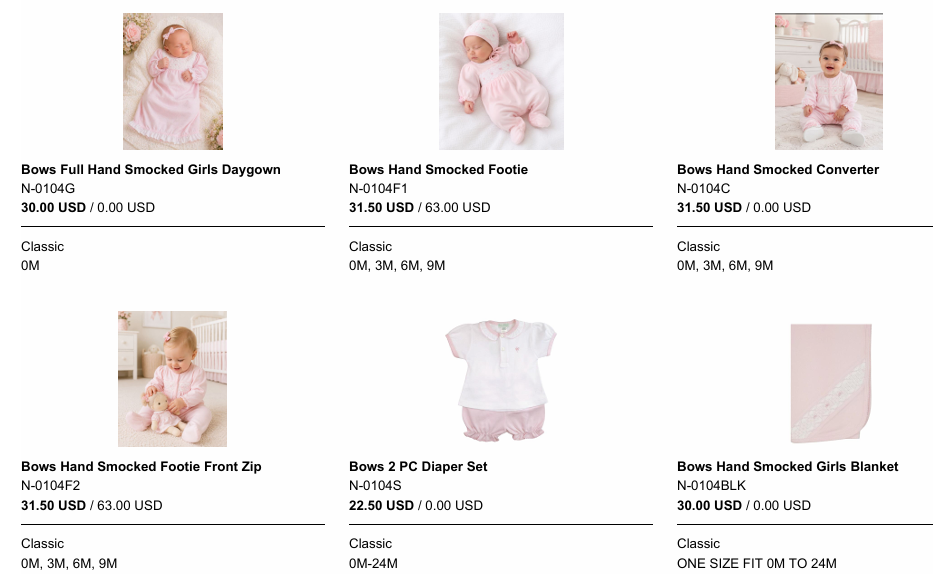 Bows Full Hand Smocked Girls Daygown
N-0104G
30.00 USD / 0.00 USD
Classic
0M
Bows Hand Smocked Footie
N-0104F1
31.50 USD / 63.00 USD
Classic
0M, 3M, 6M, 9M
Bows Hand Smocked Converter
N-0104C
31.50 USD / 0.00 USD
Classic
0M, 3M, 6M, 9M
Bows Hand Smocked Footie Front Zip
N-0104F2
31.50 USD / 63.00 USD
Classic
0M, 3M, 6M, 9M
Bows 2 PC Diaper Set
N-0104S
22.50 USD / 0.00 USD
Classic
0M-24M
Bows Hand Smocked Girls Blanket
N-0104BLK
30.00 USD / 0.00 USD
Classic
ONE SIZE FIT 0M TO 24M